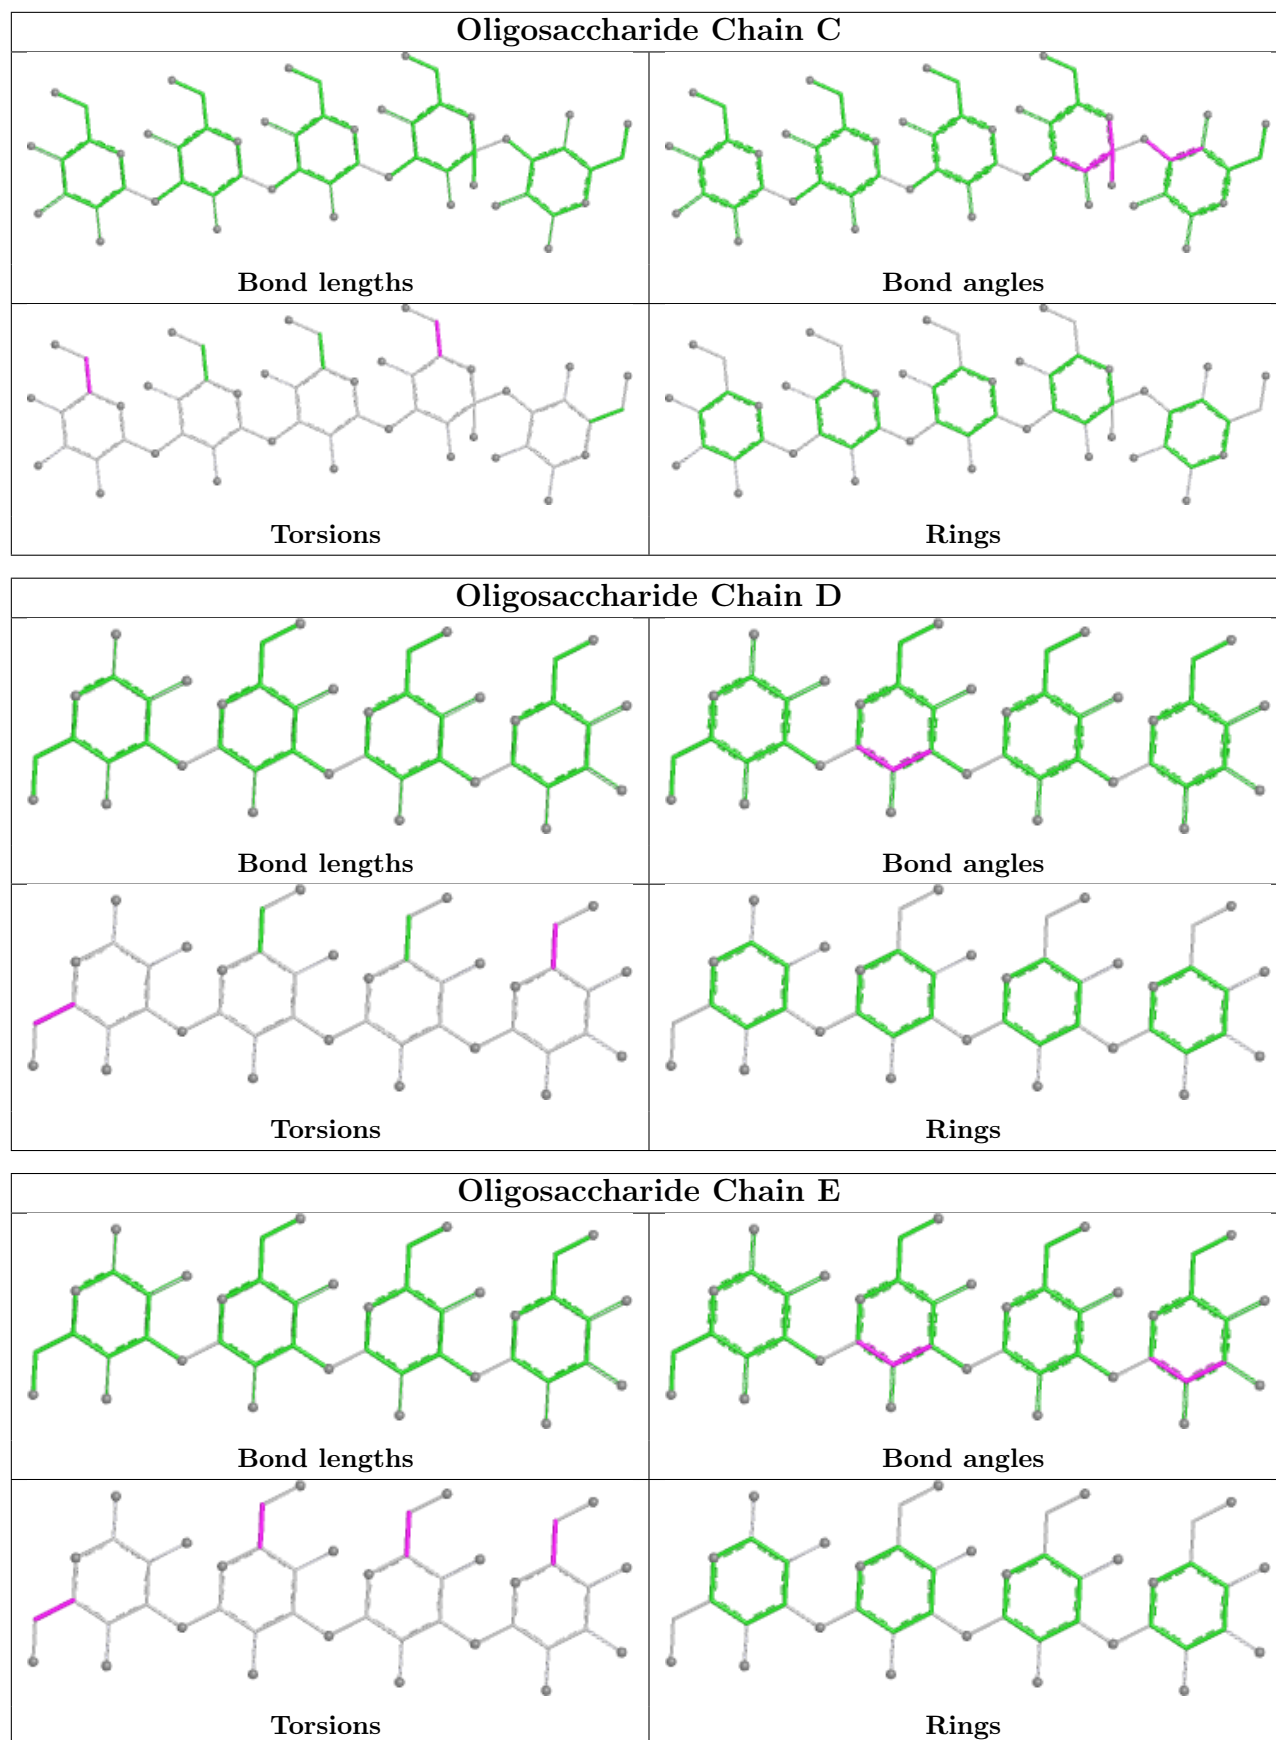 Oligosaccharide Chain C
Bond lengths
Bond angles
Torsions
Rings
Oligosaccharide Chain D
Bond lengths
Bond angles
Torsions
Rings
Oligosaccharide Chain E
Bond lengths
Bond angles
Torsions
Rings